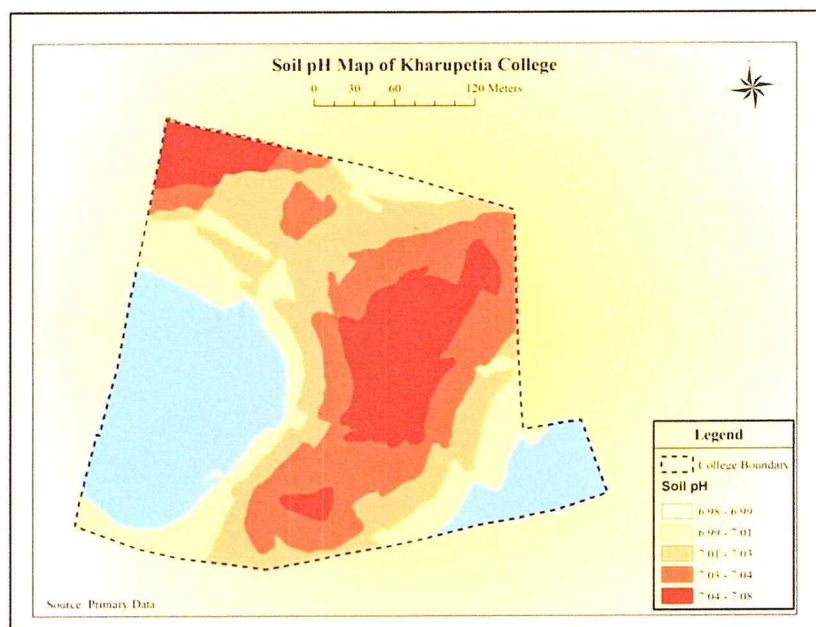 Soil pH Map of Kharupetia College
0 30 60 120 Meters
Legend
College Boundary
Soil pH
6.98 - 6.99
6.99 - 7.01
7.01 - 7.03
7.03 - 7.04
7.04 - 7.08
Source: Primary Data